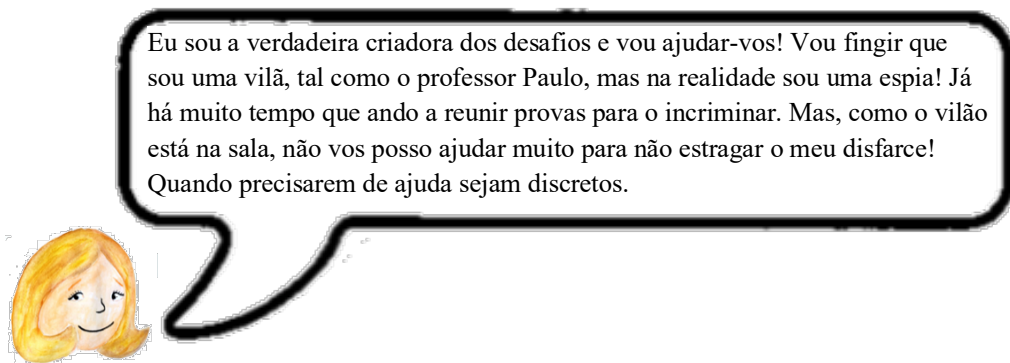 Eu sou a verdadeira criadora dos desafios e vou ajudar-vos! Vou fingir que
sou uma vilã, tal como o professor Paulo, mas na realidade sou uma espia! Já
há muito tempo que ando a reunir provas para o incriminar. Mas, como o vilão
está na sala, não vos posso ajudar muito para não estragar o meu disfarce!
Quando precisarem de ajuda sejam discretos.